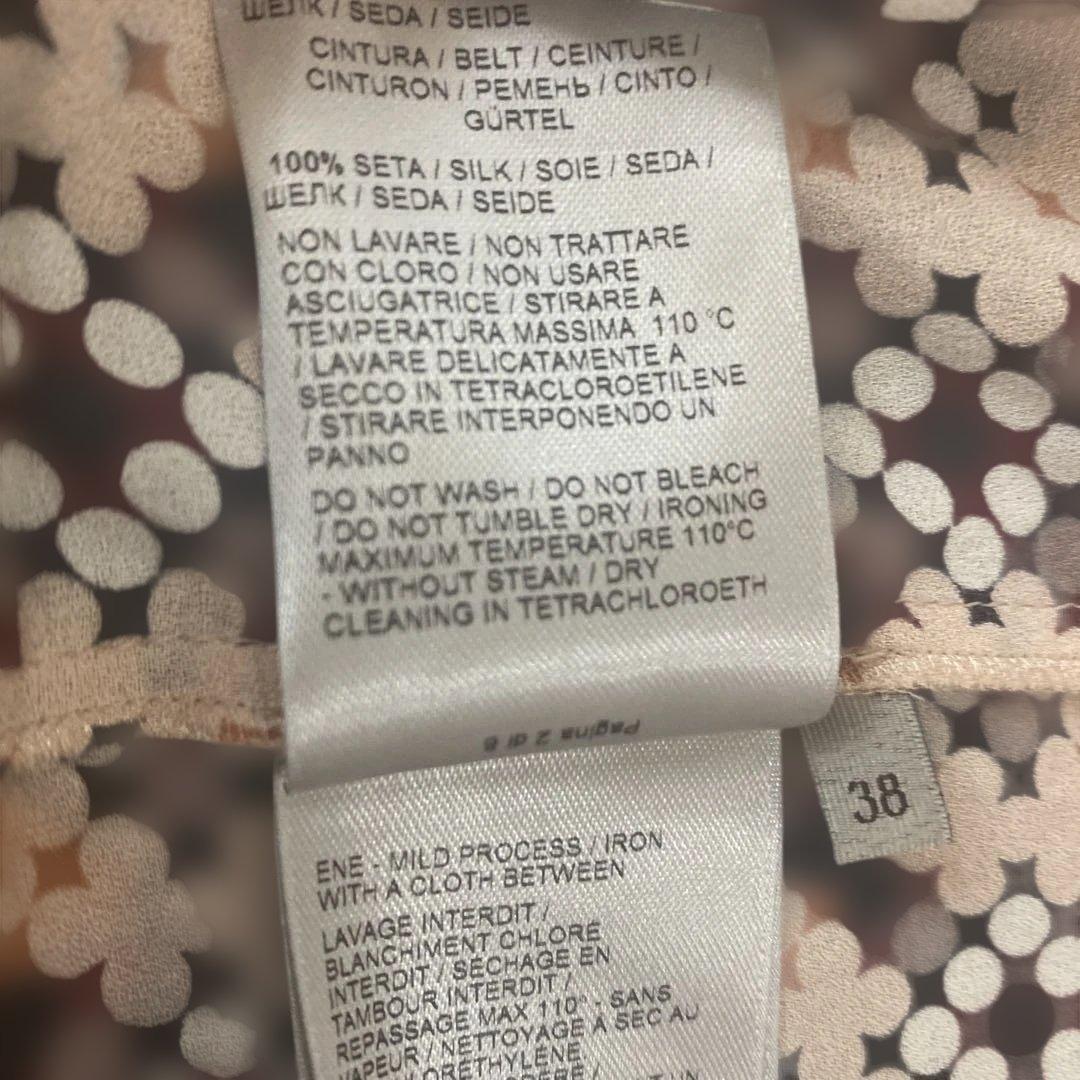 ШЕЛК / SEDA / SEIDE
CINTURA / BELT / CEINTURE /
CINTURON / РЕМЕНЬ / CINTO /
GÜRTEL
100% SETA / SILK / SOIE / SEDA /
ШЕЛК / SEDA / SEIDE
NON LAVARE / NON TRATTARE
CON CLORO / NON USARE
ASCIUGATRICE / STIRARE A
TEMPERATURA MASSIMA 110 °C
/ LAVARE DELICATAMENTE A
SECCO IN TETRACLOROETILENE
/ STIRARE INTERPONENDO UN
PANNO
DO NOT WASH / DO NOT BLEACH
/ DO NOT TUMBLE DRY / IRONING
MAXIMUM TEMPERATURE 110°C
- WITHOUT STEAM / DRY
CLEANING IN TETRACHLOROETH
Pagina 2 di 6
38
ENE - MILD PROCESS / IRON
WITH A CLOTH BETWEEN
LAVAGE INTERDIT /
BLANCHIMENT CHLORE
INTERDIT / SECHAGE EN
TAMBOUR INTERDIT /
REPASSAGE MAX 110° - SANS
VAPEUR / NETTOYAGE A SEC AU